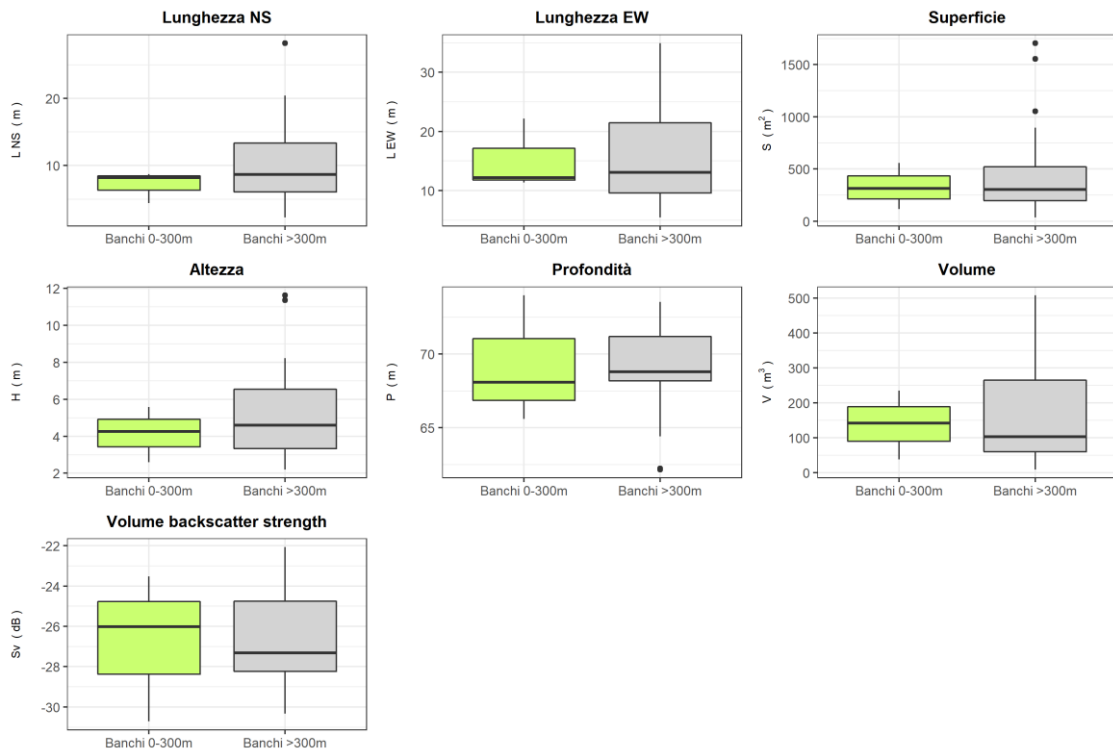 Lunghezza NS
L NS ( m )
20
10
Banchi 0-300m
Banchi >300m
Lunghezza EW
L EW ( m )
30
20
10
Banchi 0-300m
Banchi >300m
Superficie
S ( m²)
1500
1000
500
0
Banchi 0-300m
Banchi >300m
Altezza
H ( m )
12
10
8
6
4
2
Banchi 0-300m
Banchi >300m
Profondità
P ( m )
70
65
Banchi 0-300m
Banchi >300m
Volume
V ( m³)
500
400
300
200
100
0
Banchi 0-300m
Banchi >300m
Volume backscatter strength
Sv ( dB )
-22
-24
-26
-28
-30
Banchi 0-300m
Banchi >300m